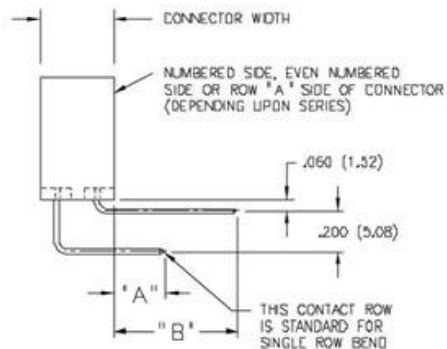 CONNECTOR WIDTH
NUMBERED SIDE, EVEN NUMBERED
SIDE OR ROW "A" SIDE OF CONNECTOR
(DEPENDING UPON SERIES)
.060 (1.52)
.200 (5.08)
"A"
"B"
THIS CONTACT ROW
IS STANDARD FOR
SINGLE ROW BEND